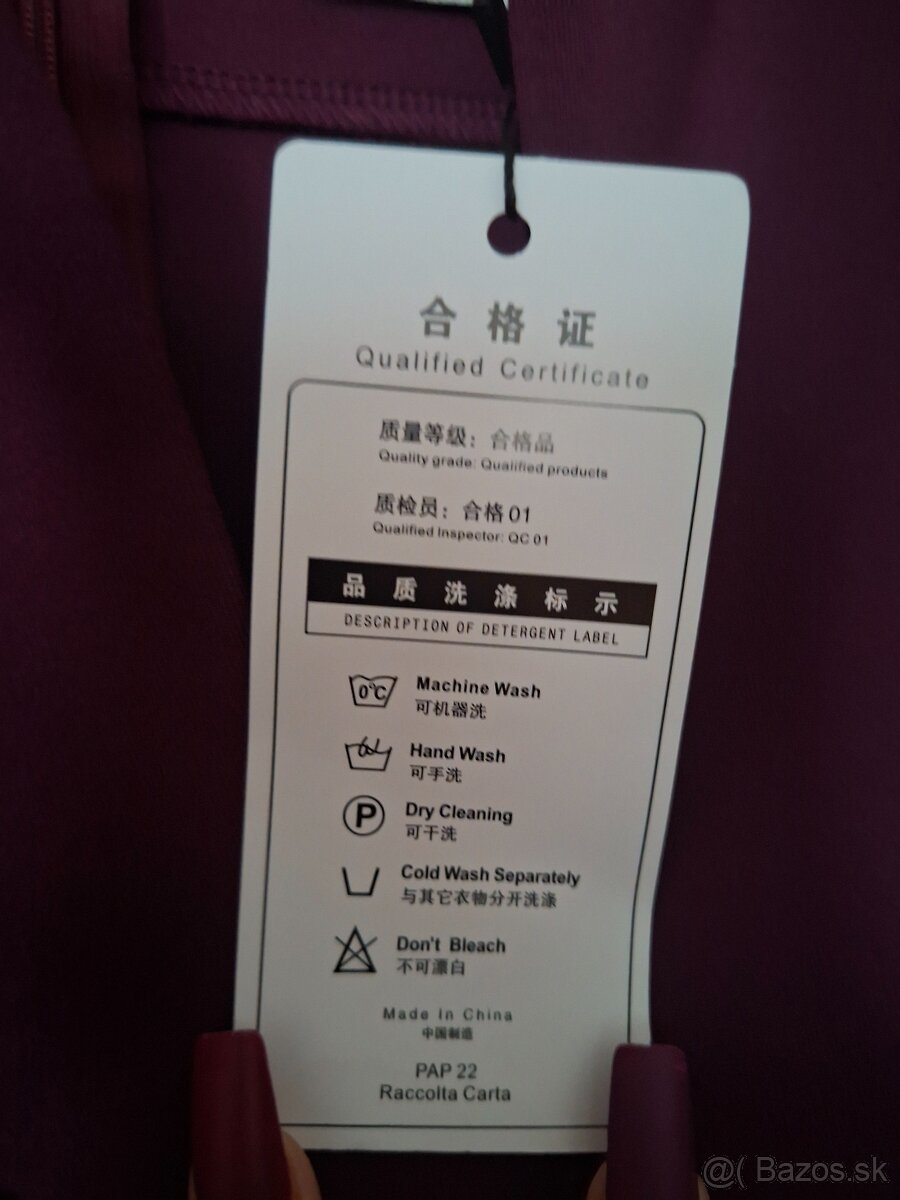 合格证
Qualified Certificate
质量等级：合格品
Quality grade: Qualified products
质检员：合格01
Qualified Inspector: QC 01
品质洗涤标示
DESCRIPTION OF DETERGENT LABEL
0℃ Machine Wash
可机器洗
Hand Wash
可手洗
P Dry Cleaning
可干洗
Cold Wash Separately
与其它衣物分开洗涤
Don't Bleach
不可漂白
Made in China
中国制造
PAP 22
Raccolta Carta
@( Bazos.sk